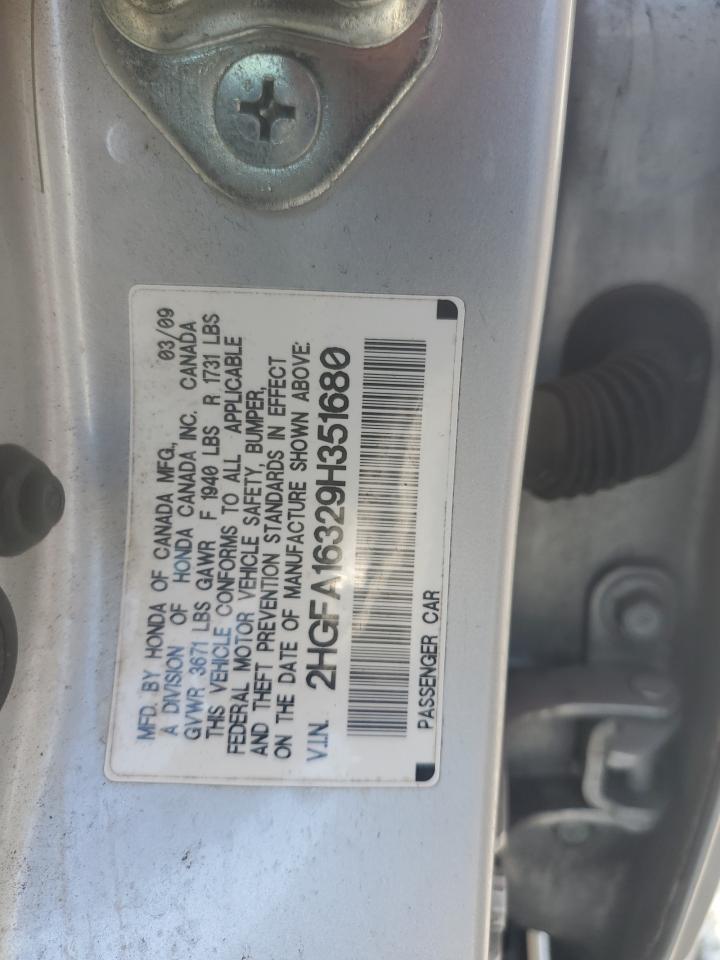 MFD. BY HONDA OF CANADA MFG., 03/09
A DIVISION OF HONDA CANADA INC. CANADA
GVWR 3671 LBS GAWR F 1940 LBS R 1731 LBS
THIS VEHICLE CONFORMS TO ALL APPLICABLE
FEDERAL MOTOR VEHICLE SAFETY, BUMPER,
AND THEFT PREVENTION STANDARDS IN EFFECT
ON THE DATE OF MANUFACTURE SHOWN ABOVE:
V.I.N. 2HGFA16329H351680
PASSENGER CAR